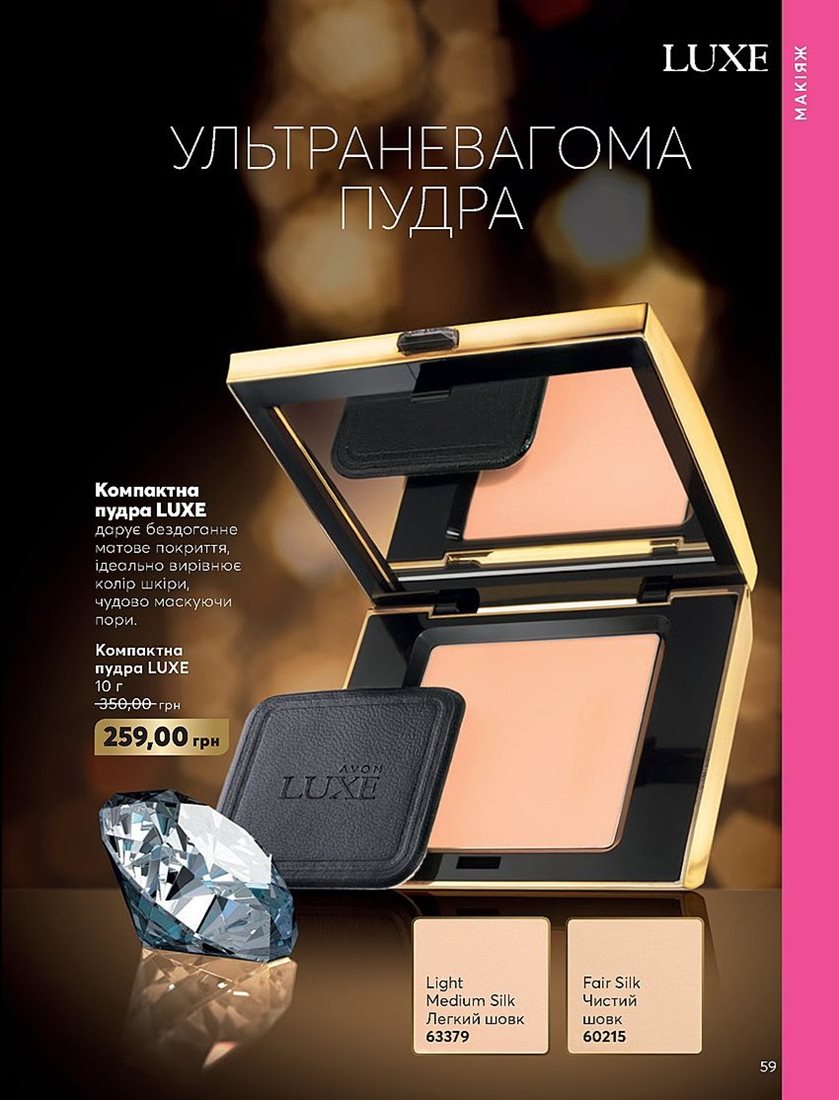 LUXE
МАКІЯЖ
УЛЬТРАНЕВАГОМА
ПУДРА
Компактна
пудра LUXE
дарує бездоганне
матове покриття,
ідеально вирівнює
колір шкіри,
чудово маскуючи
пори.
Компактна
пудра LUXE
10 г
350,00 грн
259,00 грн
AVON
LUXE
Light
Medium Silk
Легкий шовк
63379
Fair Silk
Чистий
шовк
60215
59